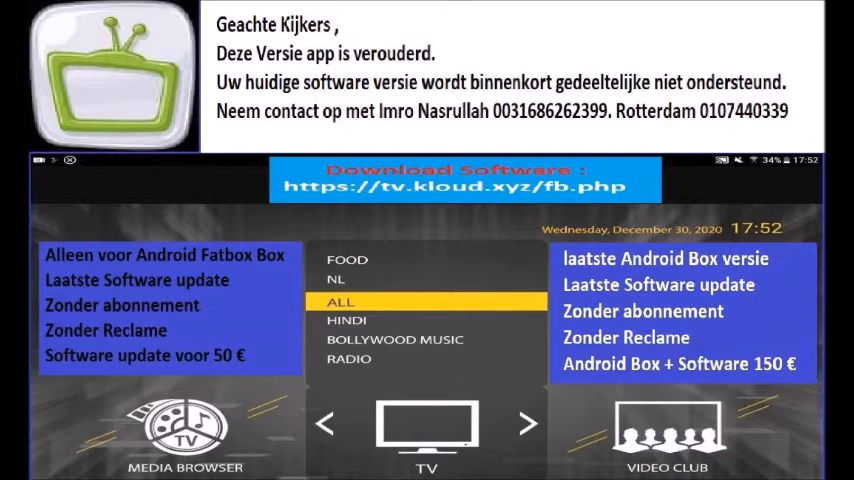 Geachte Kijkers ,
Deze Versie app is verouderd.
Uw huidige software versie wordt binnenkort gedeeltelijke niet ondersteund.
Neem contact op met Imro Nasrullah 0031686262399. Rotterdam 0107440339
34% 17:52
Download Software :
https://tv.kloud.xyz/fb.php
Wednesday, December 30, 2020 17:52
Alleen voor Android Fatbox Box
Laatste Software update
Zonder abonnement
Zonder Reclame
Software update voor 50 €
FOOD
NL
ALL
HINDI
BOLLYWOOD MUSIC
RADIO
laatste Android Box versie
Laatste Software update
Zonder abonnement
Zonder Reclame
Android Box + Software 150 €
TV
MEDIA BROWSER
TV
VIDEO CLUB